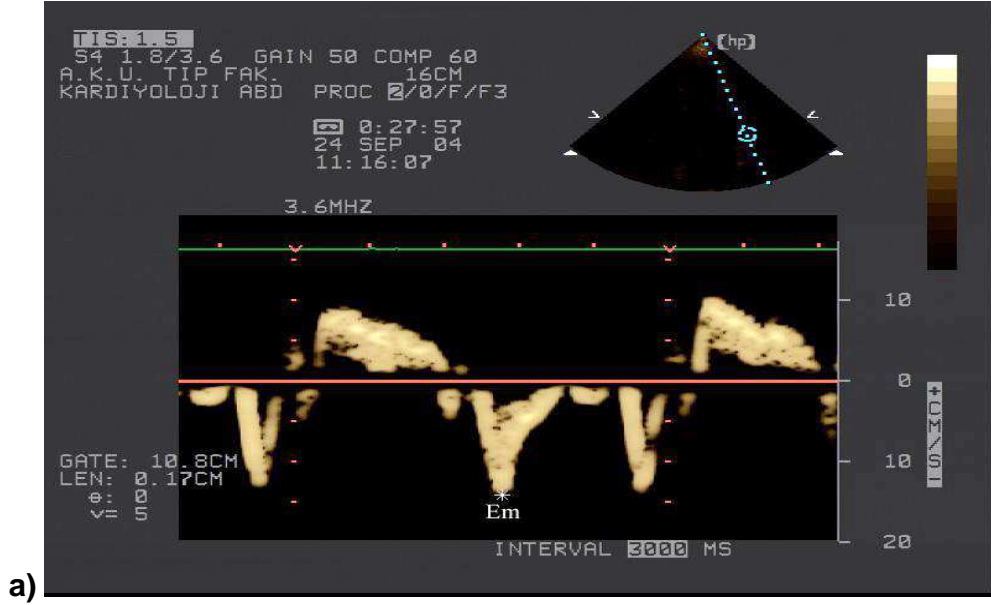 TIS:1.5
S4 1.8/3.6 GAIN 50 COMP 60
A.K.U. TIP FAK. 16CM
KARDIYOLOJI ABD PROC 2/0/F/F3
0:27:57
24 SEP 04
11:16:07
[hp]
3.6MHZ
10
0
+CM/S-
10
20
GATE: 10.8CM
LEN: 0.17CM
θ: 0
V= 5
Em
INTERVAL 3000 MS
a)